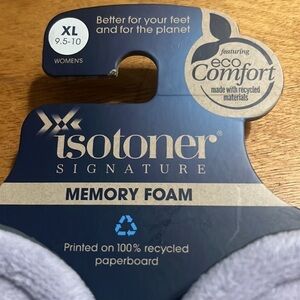 XL
9.5-10
WOMEN'S
Better for your feet
and for the planet
featuring
eco
Comfort
made with recycled
materials
isotoner®
SIGNATURE
MEMORY FOAM
Printed on 100% recycled
paperboard